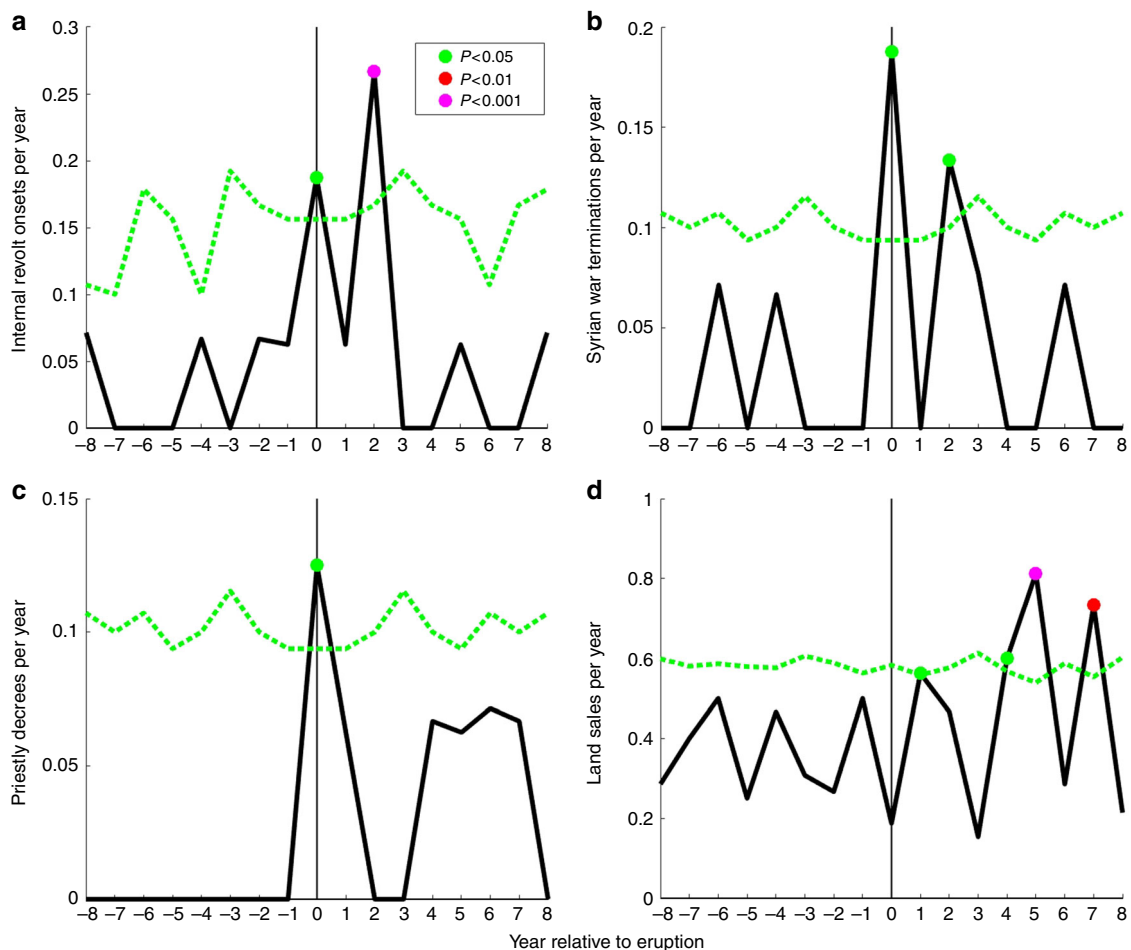 a
0.3
0.25
0.2
0.15
0.1
0.05
0
Internal revolt onsets per year
P<0.05
P<0.01
P<0.001
–8 –7 –6 –5 –4 –3 –2 –1 0 1 2 3 4 5 6 7 8
b
0.2
0.15
0.1
0.05
0
Syrian war terminations per year
–8 –7 –6 –5 –4 –3 –2 –1 0 1 2 3 4 5 6 7 8
c
0.15
0.1
0.05
0
Priestly decrees per year
–8 –7 –6 –5 –4 –3 –2 –1 0 1 2 3 4 5 6 7 8
d
1
0.8
0.6
0.4
0.2
0
Land sales per year
–8 –7 –6 –5 –4 –3 –2 –1 0 1 2 3 4 5 6 7 8
Year relative to eruption